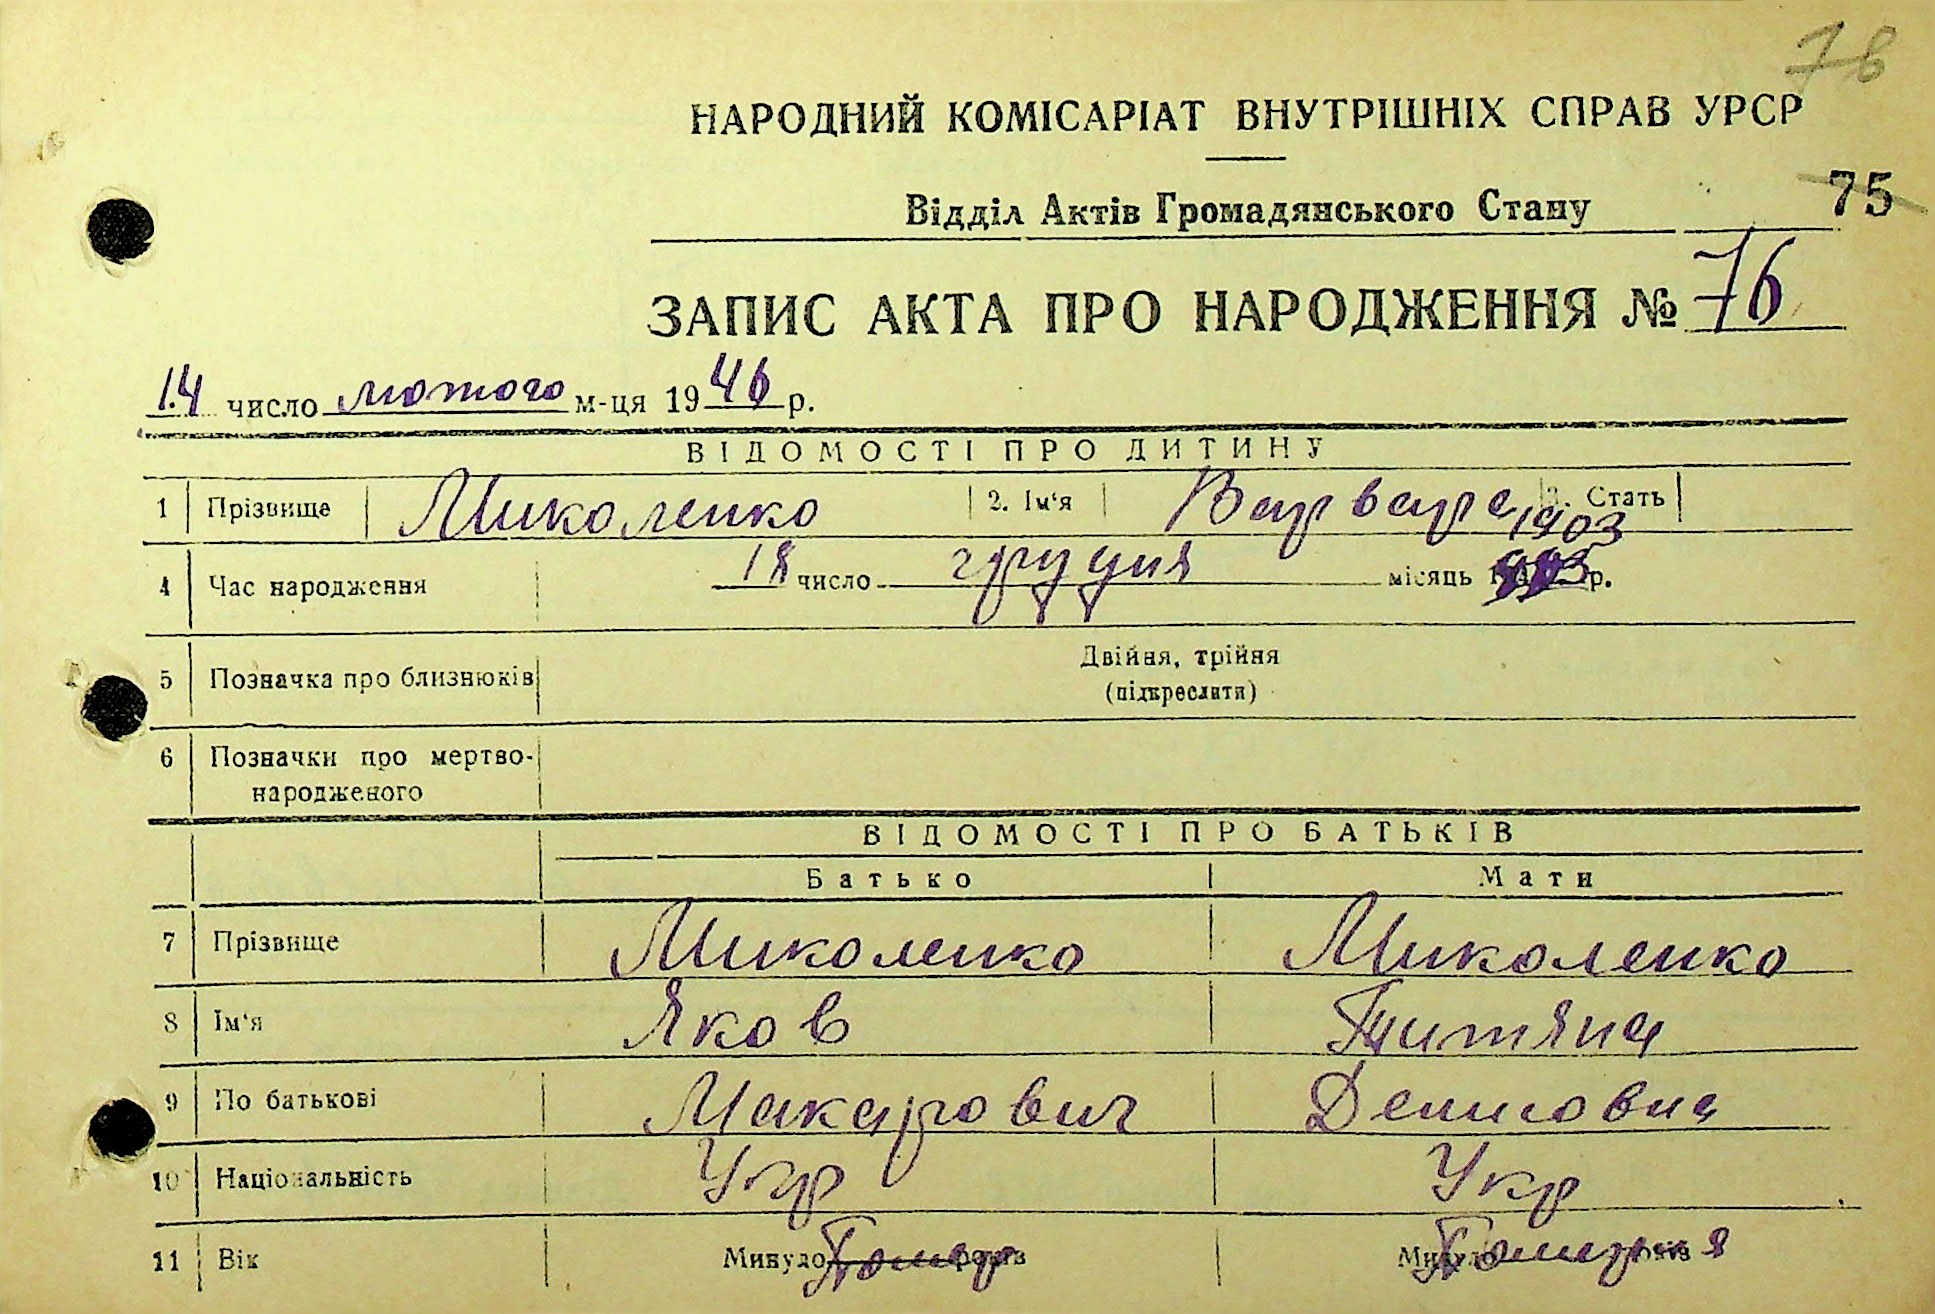 78
НАРОДНИЙ КОМІСАРІАТ ВНУТРІШНІХ СПРАВ УРСР
Відділ Актів Громадянського Стану 75
ЗАПИС АКТА ПРО НАРОДЖЕННЯ № 76
14 число лютого м-ця 1946 р.
ВІДОМОСТІ ПРО ДИТИНУ
1 Прізвище Миколенко 2. Ім'я Варвара 3. Стать
1903
4 Час народження 18 число грудня місяць р.
5 Позначка про близнюків Двійня, трійня
(підкреслити)
6 Позначки про мертво-
народженого
ВІДОМОСТІ ПРО БАТЬКІВ
Батько Мати
7 Прізвище Миколенко Миколенко
8 Ім'я Яков Титяна
9 По батькові Макарович Денисовна
10 Національність Укр Укр
11 Вік Минуло Помер років Минуло Померля років